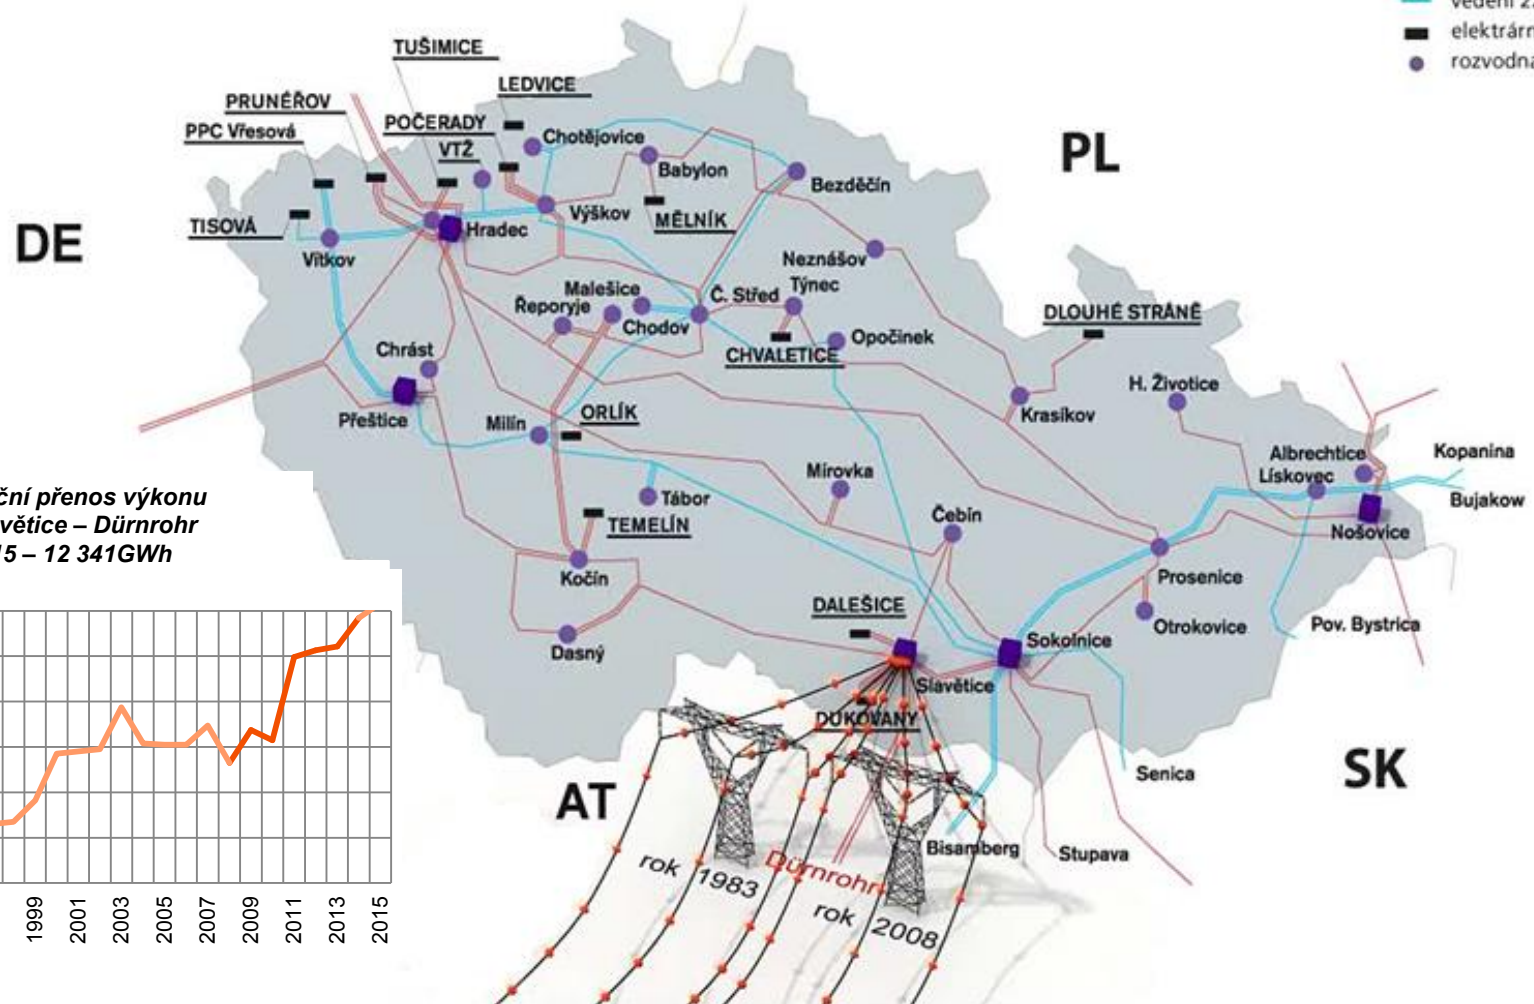 elektrárn
rozvodna
TUŠIMICE
LEDVICE
PRUNÉŘOV
POČERADY
PPC Vřesová
VTŽ
Chotějovice
Babylon
Bezděčín
PL
TISOVÁ
Vítkov
Hradec
Výškov
MĚLNÍK
DE
Neznášov
Malešice
Řeporyje
Chodov
Č. Střed
Týnec
DLOUHÉ STRÁNĚ
CHVALETICE
Opočinek
Chrást
H. Životice
Přeštice
Milín
ORLÍK
Krasíkov
Albrechtice
Kopanina
Lískovec
Bujakow
Mírovka
Tábor
TEMELÍN
Čebín
Nošovice
ční přenos výkonu
větice – Dürnrohr
15 – 12 341GWh
Kočín
Prosenice
DALEŠICE
Otrokovice
Pov. Bystrica
Dasný
Sokolnice
Slavětice
DUKOVANY
Senica
SK
AT
Bisamberg
Stupava
Dürnrohr
rok 1983
rok 2008
1999
2001
2003
2005
2007
2009
2011
2013
2015